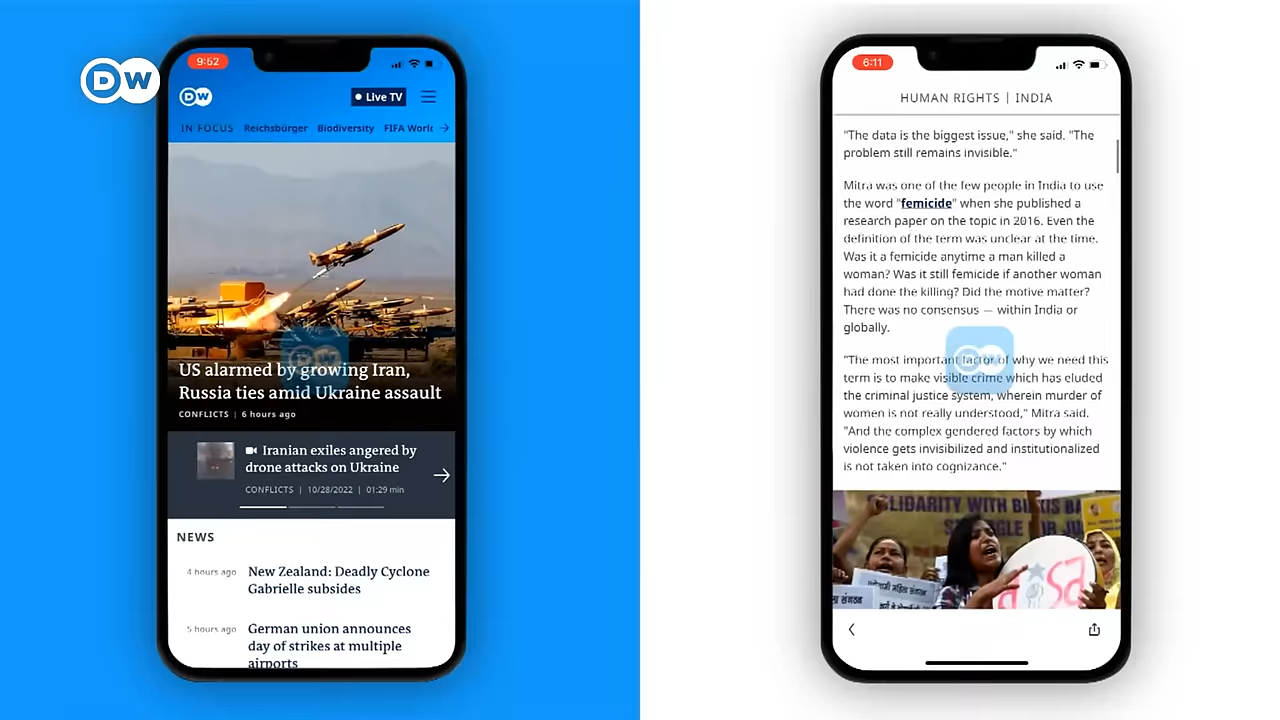 DW
9:52
DW
Live TV
IN FOCUS Reichsbürger Biodiversity FIFA World
US alarmed by growing Iran,
Russia ties amid Ukraine assault
CONFLICTS | 6 hours ago
Iranian exiles angered by
drone attacks on Ukraine
CONFLICTS | 10/28/2022 | 01:29 min
NEWS
4 hours ago
New Zealand: Deadly Cyclone
Gabrielle subsides
5 hours ago
German union announces
day of strikes at multiple
airports
6:11
HUMAN RIGHTS | INDIA
"The data is the biggest issue," she said. "The
problem still remains invisible."
Mitra was one of the few people in India to use
the word "femicide" when she published a
research paper on the topic in 2016. Even the
definition of the term was unclear at the time.
Was it a femicide anytime a man killed a
woman? Was it still femicide if another woman
had done the killing? Did the motive matter?
There was no consensus — within India or
globally.
DW
"The most important factor of why we need this
term is to make visible crime which has eluded
the criminal justice system, wherein murder of
women is not really understood," Mitra said.
"And the complex gendered factors by which
violence gets invisibilized and institutionalized
is not taken into cognizance."
SOLIDARITY WITH